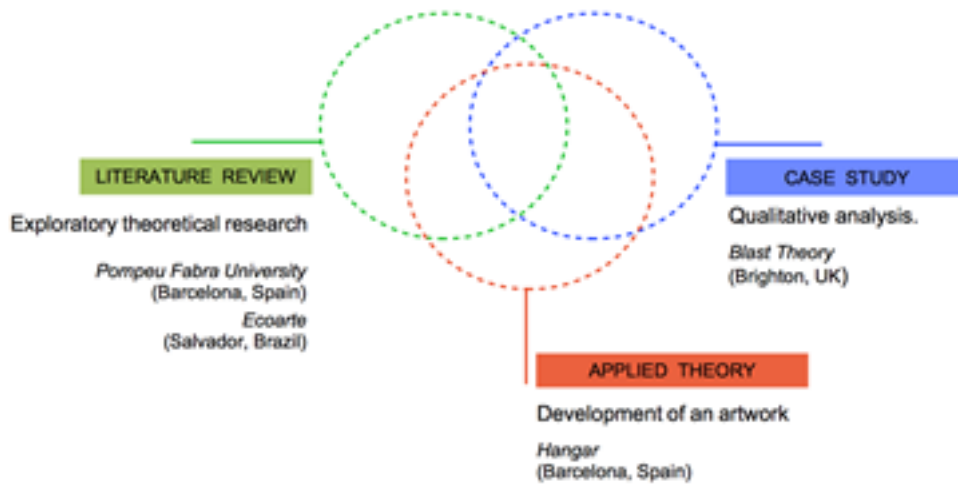 LITERATURE REVIEW
Exploratory theoretical research
Pompeu Fabra University
(Barcelona, Spain)
Ecoarte
(Salvador, Brazil)
CASE STUDY
Qualitative analysis.
Blast Theory
(Brighton, UK)
APPLIED THEORY
Development of an artwork
Hangar
(Barcelona, Spain)